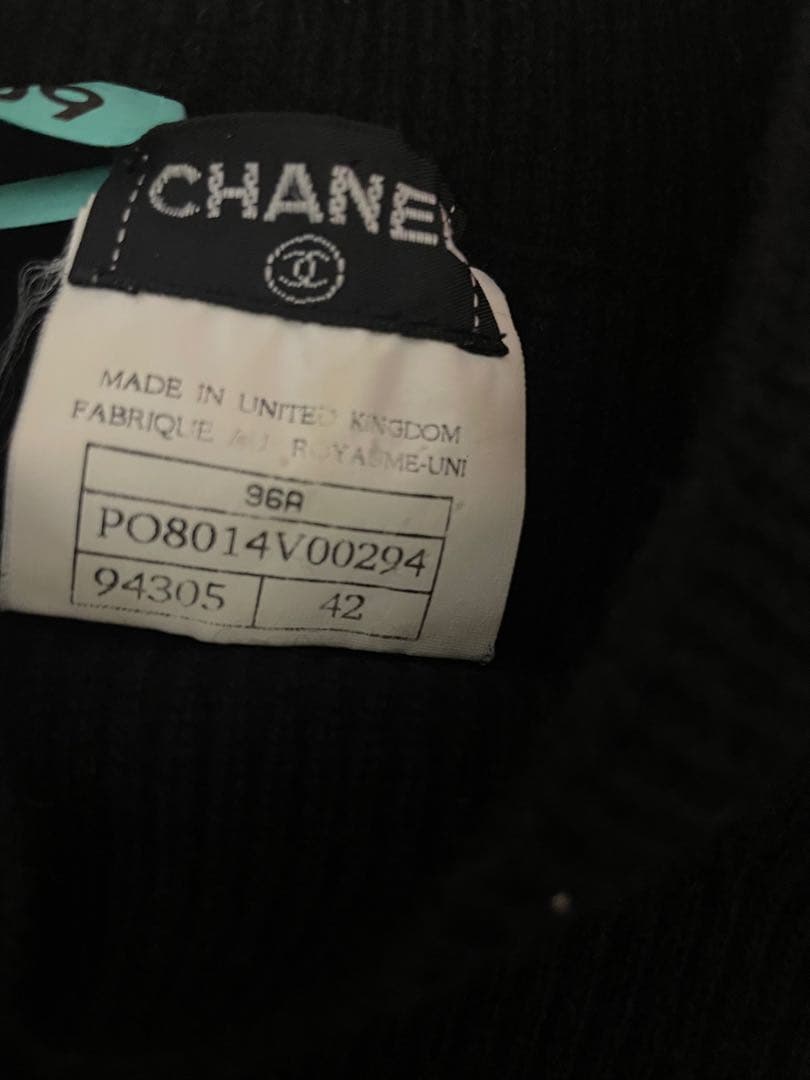 CHANEL
MADE IN UNITED KINGDOM
FABRIQUE AU ROYAUME-UNI
96A
PO8014V00294
94305 42